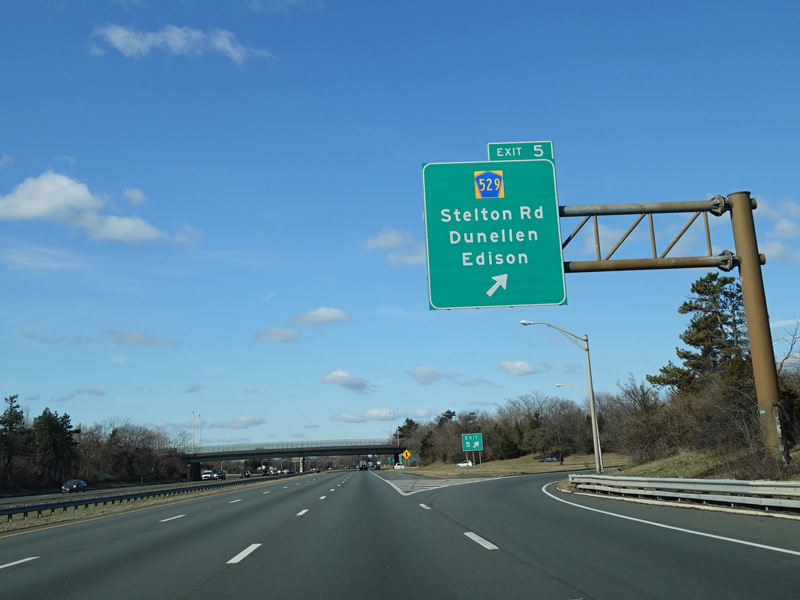 EXIT 5
529
Stelton Rd
Dunellen
Edison
EXIT
5